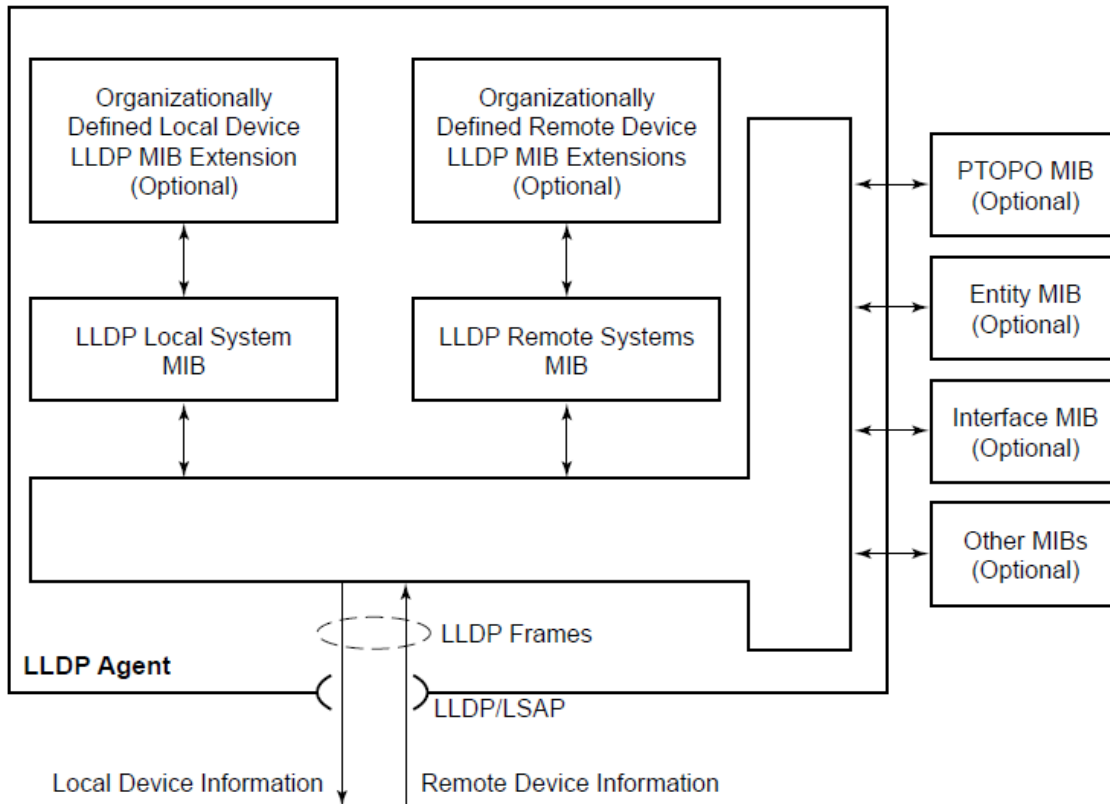 Organizationally
Defined Local Device
LLDP MIB Extension
(Optional)
Organizationally
Defined Remote Device
LLDP MIB Extensions
(Optional)
PTOPO MIB
(Optional)
Entity MIB
(Optional)
LLDP Local System
MIB
LLDP Remote Systems
MIB
Interface MIB
(Optional)
Other MIBs
(Optional)
LLDP Frames
LLDP Agent
LLDP/LSAP
Local Device Information
Remote Device Information